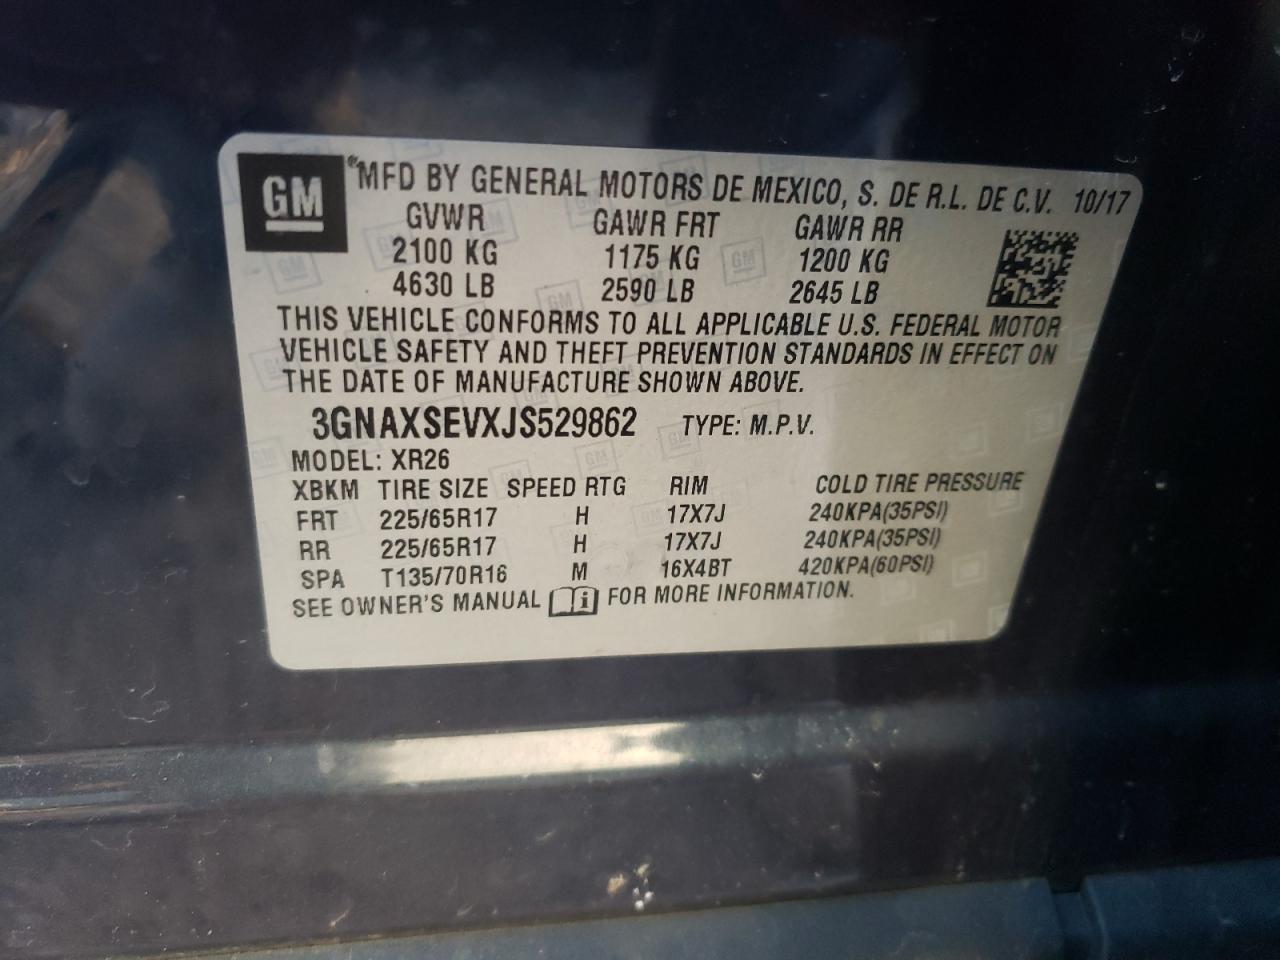 GM
®MFD BY GENERAL MOTORS DE MEXICO, S. DE R.L. DE C.V. 10/17
GVWR GAWR FRT GAWR RR
2100 KG 1175 KG 1200 KG
4630 LB 2590 LB 2645 LB
THIS VEHICLE CONFORMS TO ALL APPLICABLE U.S. FEDERAL MOTOR
VEHICLE SAFETY AND THEFT PREVENTION STANDARDS IN EFFECT ON
THE DATE OF MANUFACTURE SHOWN ABOVE.
3GNAXSEVXJS529862 TYPE: M.P.V.
MODEL: XR26
XBKM TIRE SIZE SPEED RTG RIM COLD TIRE PRESSURE
FRT 225/65R17 H 17X7J 240KPA(35PSI)
RR 225/65R17 H 17X7J 240KPA(35PSI)
SPA T135/70R16 M 16X4BT 420KPA(60PSI)
SEE OWNER'S MANUAL i FOR MORE INFORMATION.